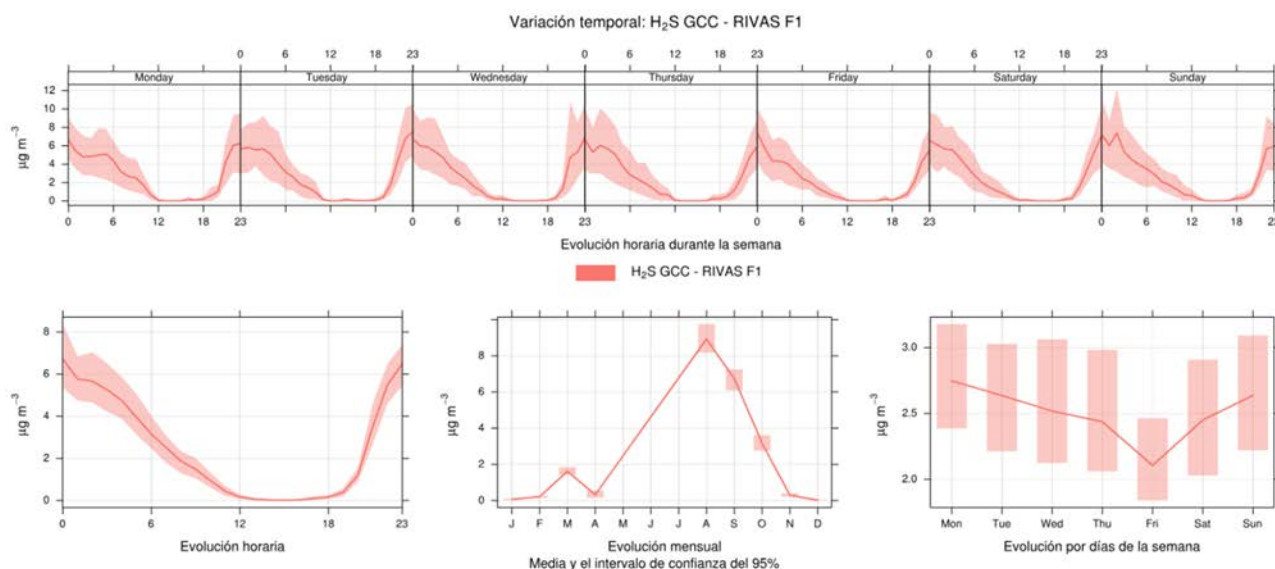 Variación temporal: H₂S GCC - RIVAS F1
0 6 12 18 23 0 6 12 18 23 0 6 12 18 23
Monday Tuesday Wednesday Thursday Friday Saturday Sunday
12
10
8
6
4
2
0
µg m⁻³
0 6 12 18 23 0 6 12 18 23 0 6 12 18 23 0 6 12 18 23
Evolución horaria durante la semana
H₂S GCC - RIVAS F1
8
6
4
2
0
µg m⁻³
0 6 12 18 23
Evolución horaria
8
6
4
2
0
µg m⁻³
J F M A M J J A S O N D
Evolución mensual
Media y el intervalo de confianza del 95%
3.0
2.5
2.0
µg m⁻³
Mon Tue Wed Thu Fri Sat Sun
Evolución por días de la semana